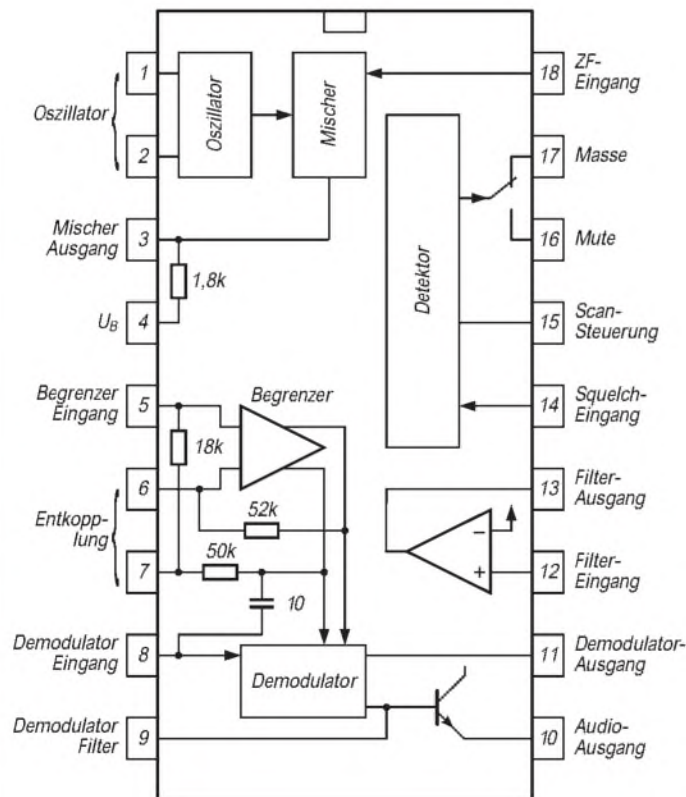 1
2
Oszillator
Oszillator
Mischer
18
ZF-
Eingang
17
Masse
Mischer
Ausgang
3
16
Mute
1,8k
Detektor
U_B
4
15
Scan-
Steuerung
Begrenzer
Eingang
5
Begrenzer
14
Squelch-
Eingang
18k
6
13
Filter-
Ausgang
Entkopp-
lung
52k
50k
7
−
+
12
Filter-
Eingang
10
Demodulator
Eingang
8
Demodulator
11
Demodulator-
Ausgang
Demodulator
Filter
9
10
Audio-
Ausgang